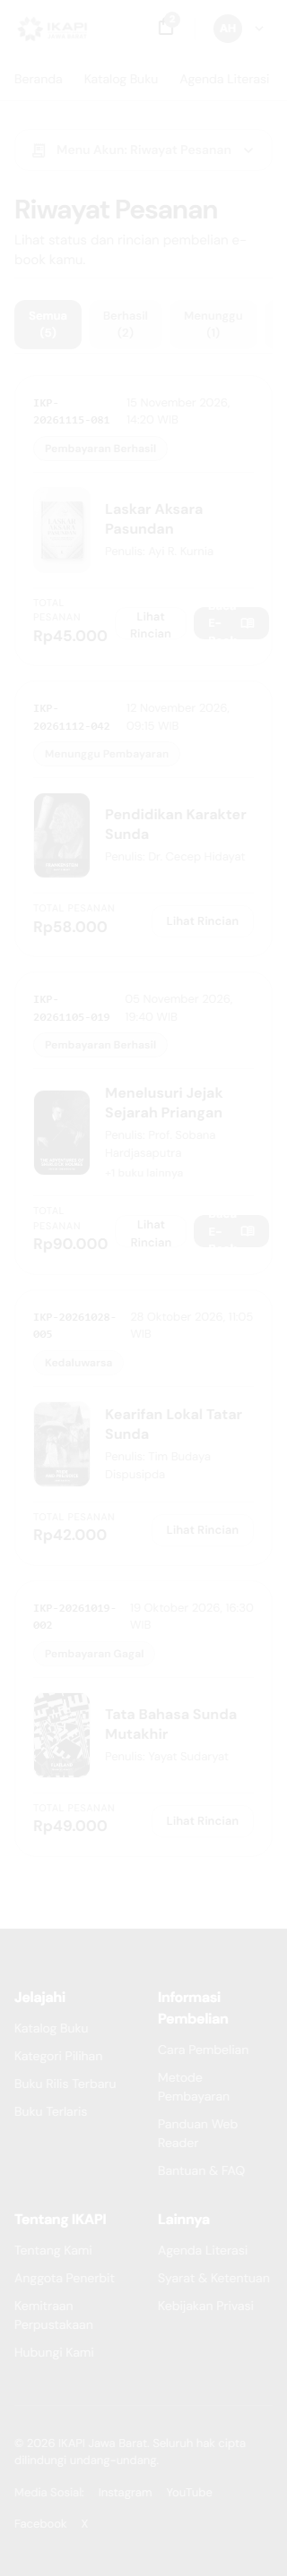 IKAPI
JAWA BARAT
2
AH
Beranda
Katalog Buku
Agenda Literasi
Menu Akun: Riwayat Pesanan
Riwayat Pesanan
Lihat status dan rincian pembelian e-
book kamu.
Semua
(5)
Berhasil
(2)
Menunggu
(1)
IKP-
20261115-081
15 November 2026,
14:20 WIB
Pembayaran Berhasil
Laskar Aksara
Pasundan
Penulis: Ayi R. Kurnia
TOTAL
PESANAN
Rp45.000
Lihat
Rincian
E-
IKP-
20261112-042
12 November 2026,
09:15 WIB
Menunggu Pembayaran
Pendidikan Karakter
Sunda
Penulis: Dr. Cecep Hidayat
TOTAL PESANAN
Rp58.000
Lihat Rincian
IKP-
20261105-019
05 November 2026,
19:40 WIB
Pembayaran Berhasil
Menelusuri Jejak
Sejarah Priangan
Penulis: Prof. Sobana
Hardjasaputra
+1 buku lainnya
TOTAL
PESANAN
Rp90.000
Lihat
Rincian
E-
IKP-20261028-
005
28 Oktober 2026, 11:05
WIB
Kedaluwarsa
Kearifan Lokal Tatar
Sunda
Penulis: Tim Budaya
Dispusipda
TOTAL PESANAN
Rp42.000
Lihat Rincian
IKP-20261019-
002
19 Oktober 2026, 16:30
WIB
Pembayaran Gagal
Tata Bahasa Sunda
Mutakhir
Penulis: Yayat Sudaryat
TOTAL PESANAN
Rp49.000
Lihat Rincian
Jelajahi
Katalog Buku
Kategori Pilihan
Buku Rilis Terbaru
Buku Terlaris
Informasi
Pembelian
Cara Pembelian
Metode
Pembayaran
Panduan Web
Reader
Bantuan & FAQ
Tentang IKAPI
Tentang Kami
Anggota Penerbit
Kemitraan
Perpustakaan
Hubungi Kami
Lainnya
Agenda Literasi
Syarat & Ketentuan
Kebijakan Privasi
© 2026 IKAPI Jawa Barat. Seluruh hak cipta
dilindungi undang-undang.
Media Sosial:
Instagram
YouTube
Facebook
X